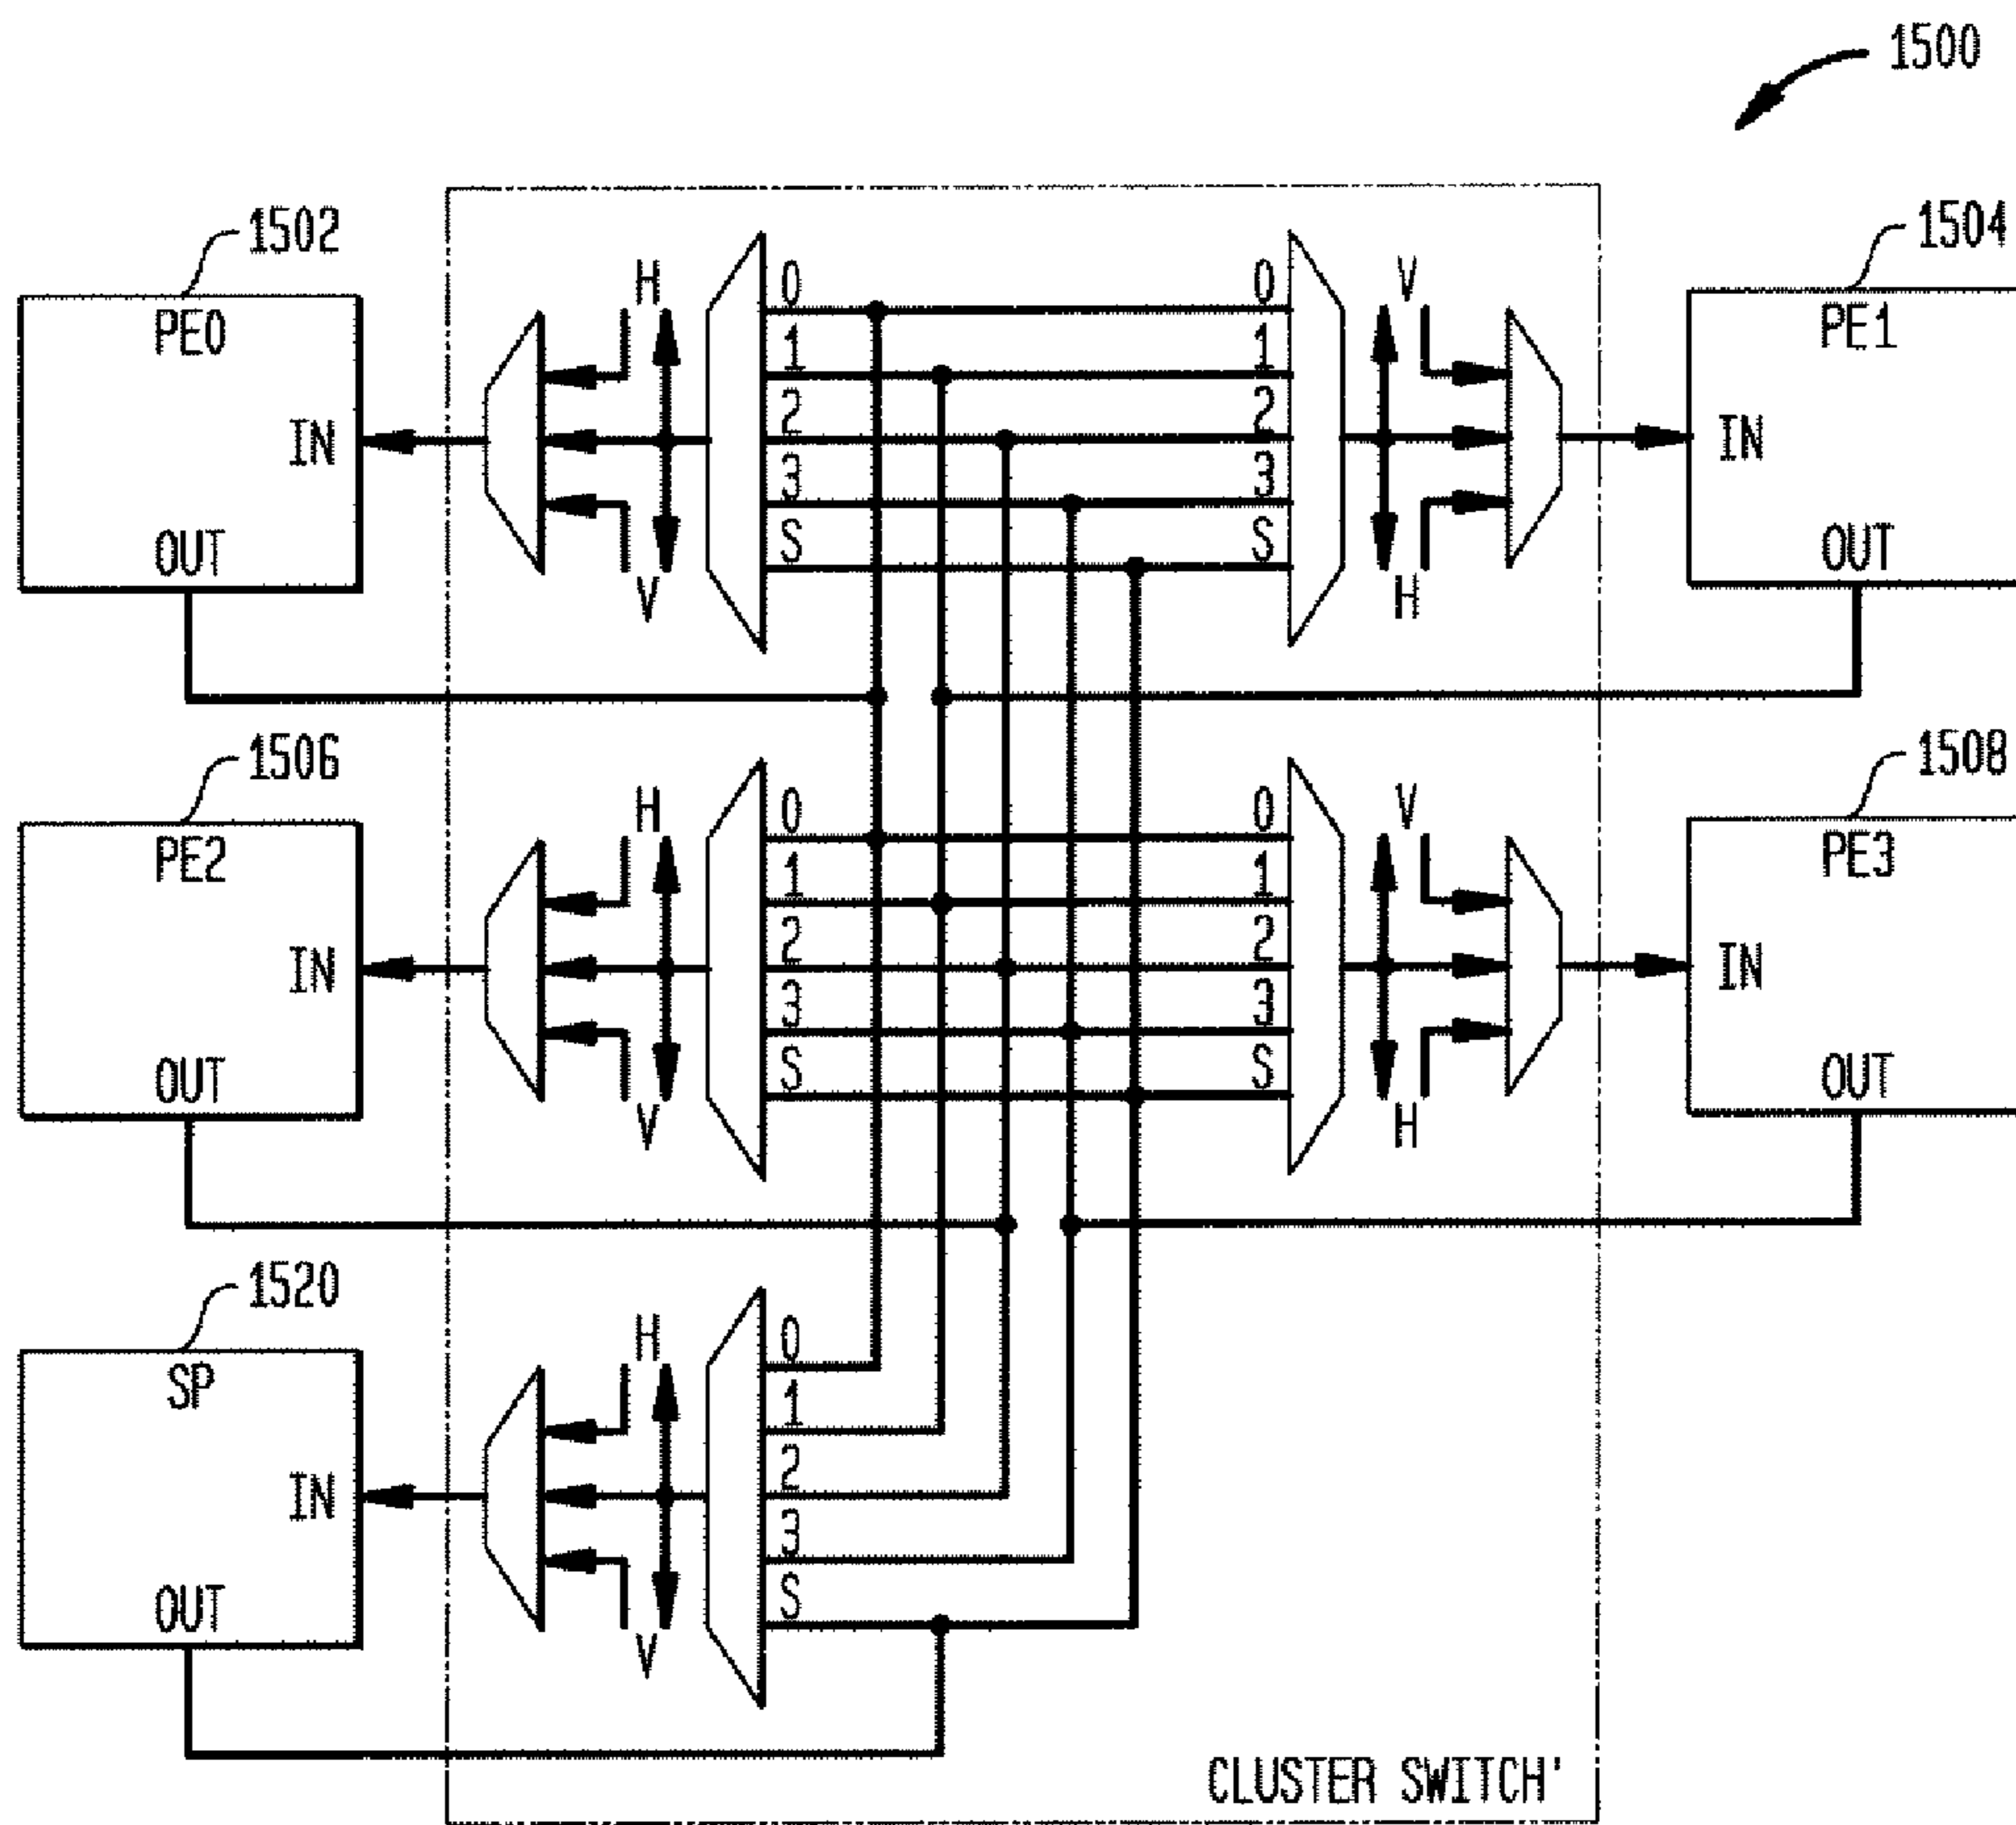 1500
1502
1504
PE0
IN
OUT
H
V
0
1
2
3
S
0
1
2
3
S
V
H
PE1
IN
OUT
1506
1508
PE2
IN
OUT
H
V
0
1
2
3
S
0
1
2
3
S
V
H
PE3
IN
OUT
1520
SP
IN
OUT
H
V
0
1
2
3
S
CLUSTER SWITCH'